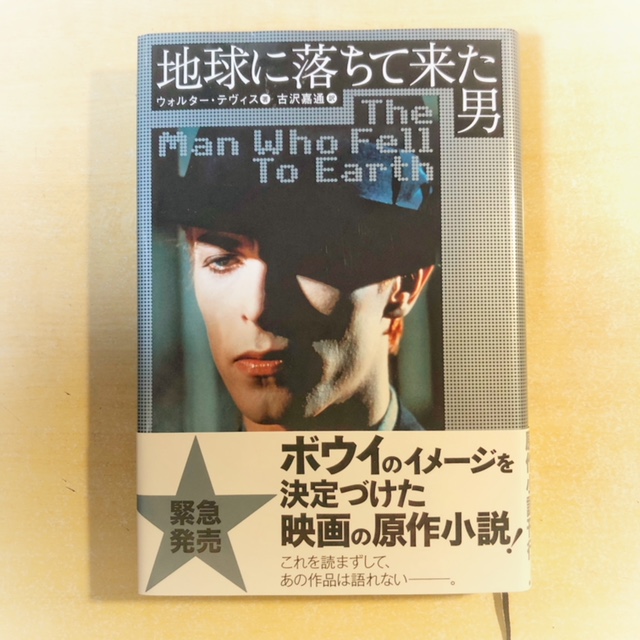 地球に落ちて来た男
ウォルター・テヴィス 著 古沢嘉通 訳
The
Man Who Fell
To Earth
緊急
発売
ボウイのイメージを
決定づけた
映画の原作小説!
これを読まずして、
あの作品は語れない――。